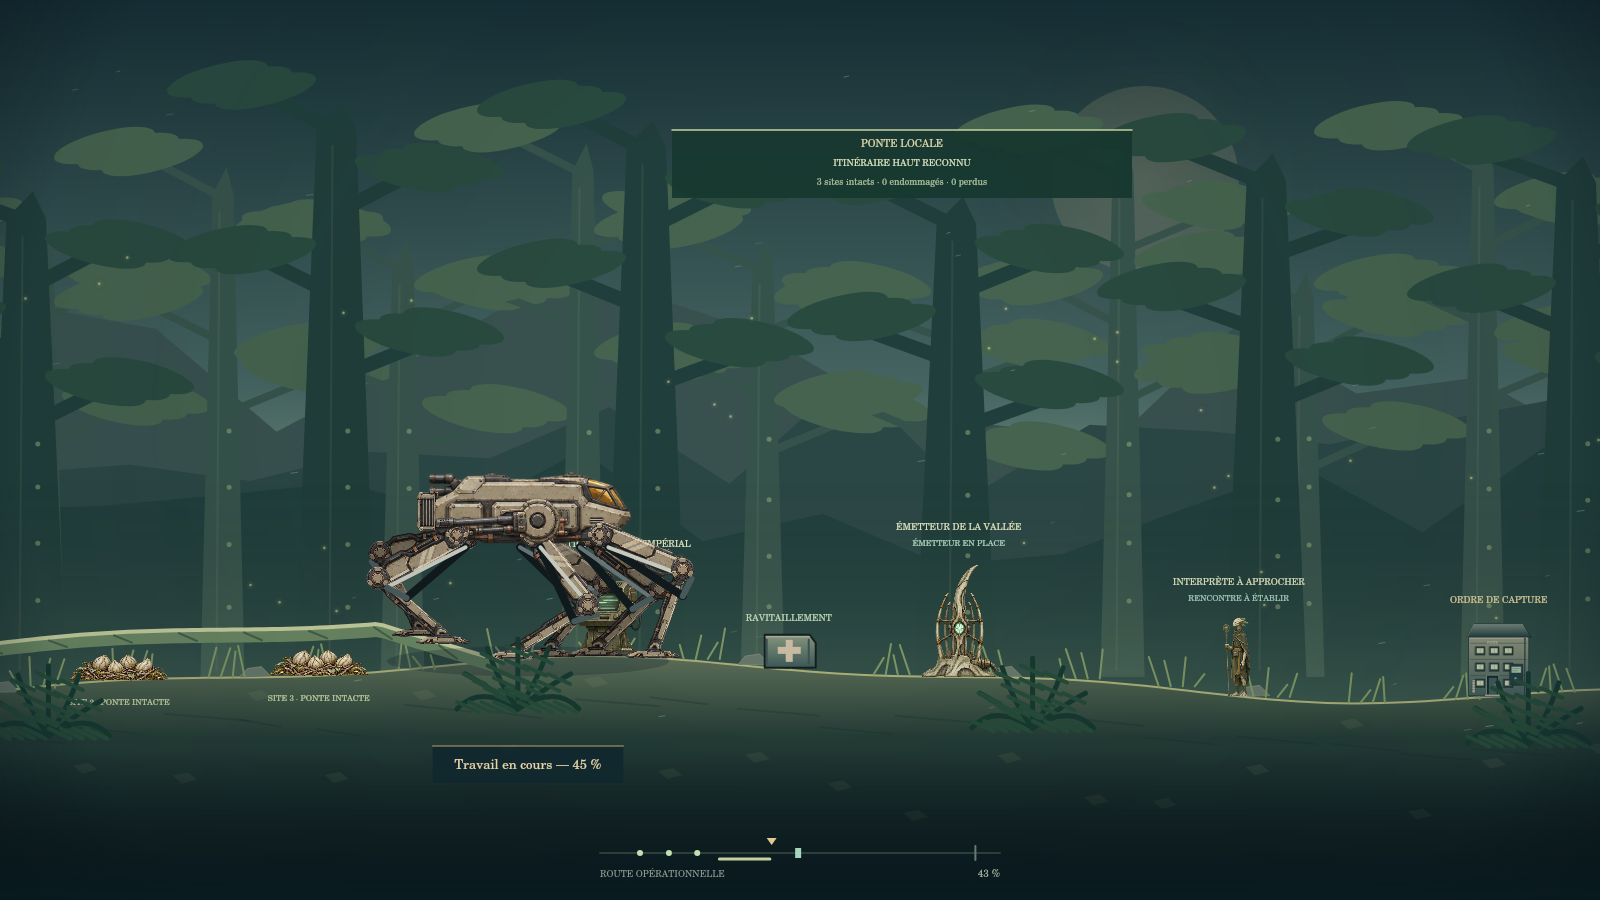 PONTE LOCALE
ITINÉRAIRE HAUT RECONNU
3 sites intacts · 0 endommagés · 0 perdus
ÉMETTEUR DE LA VALLÉE
ÉMETTEUR EN PLACE
INTERPRÈTE À APPROCHER
RENCONTRE À ÉTABLIR
ORDRE DE CAPTURE
RAVITAILLEMENT
PONTE INTACTE
SITE 3 · PONTE INTACTE
Travail en cours — 45 %
ROUTE OPÉRATIONNELLE
43 %